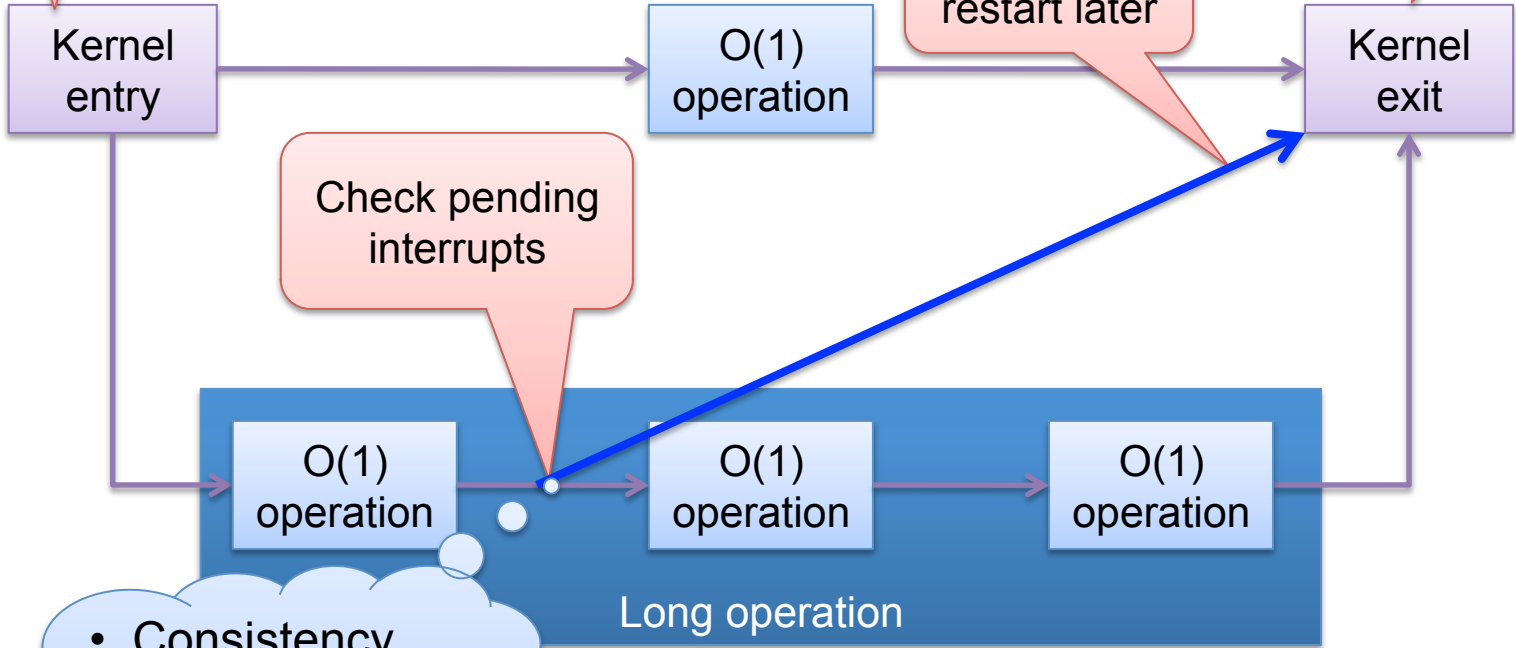 restart later
Kernel
entry
O(1)
operation
Kernel
exit
Check pending
interrupts
O(1)
operation
O(1)
operation
O(1)
operation
Long operation
• Consistency